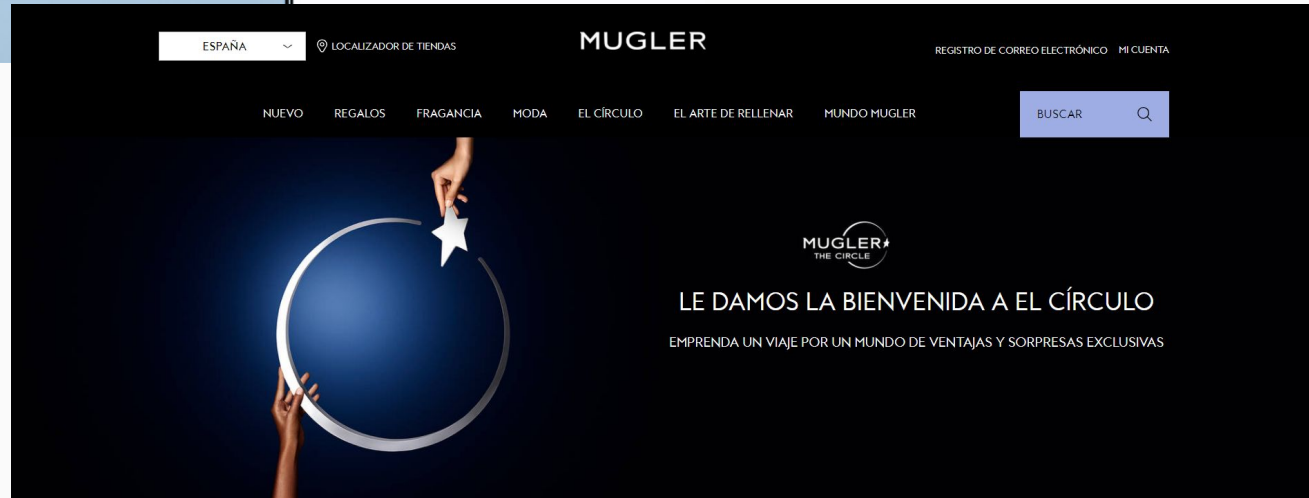 ESPAÑA
LOCALIZADOR DE TIENDAS
MUGLER
REGISTRO DE CORREO ELECTRÓNICO MI CUENTA
NUEVO REGALOS FRAGANCIA MODA EL CÍRCULO EL ARTE DE RELLENAR MUNDO MUGLER
BUSCAR
MUGLER
THE CIRCLE
LE DAMOS LA BIENVENIDA A EL CÍRCULO
EMPRENDA UN VIAJE POR UN MUNDO DE VENTAJAS Y SORPRESAS EXCLUSIVAS